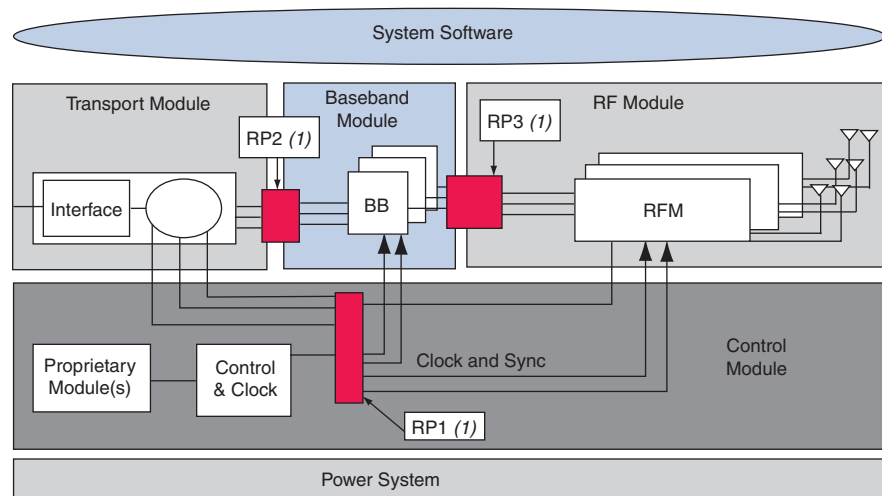 System Software
Transport Module
Baseband
Module
RF Module
RP2 (1)
RP3 (1)
Interface
BB
RFM
Proprietary
Module(s)
Control
& Clock
Clock and Sync
Control
Module
RP1 (1)
Power System